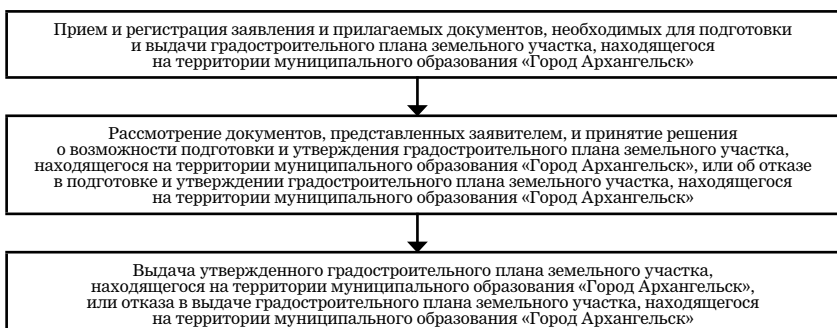 Прием и регистрация заявления и прилагаемых документов, необходимых для подготовки
и выдачи градостроительного плана земельного участка, находящегося
на территории муниципального образования «Город Архангельск»
Рассмотрение документов, представленных заявителем, и принятие решения
о возможности подготовки и утверждения градостроительного плана земельного участка,
находящегося на территории муниципального образования «Город Архангельск», или об отказе
в подготовке и утверждении градостроительного плана земельного участка, находящегося
на территории муниципального образования «Город Архангельск»
Выдача утвержденного градостроительного плана земельного участка,
находящегося на территории муниципального образования «Город Архангельск»,
или отказа в выдаче градостроительного плана земельного участка, находящегося
на территории муниципального образования «Город Архангельск»